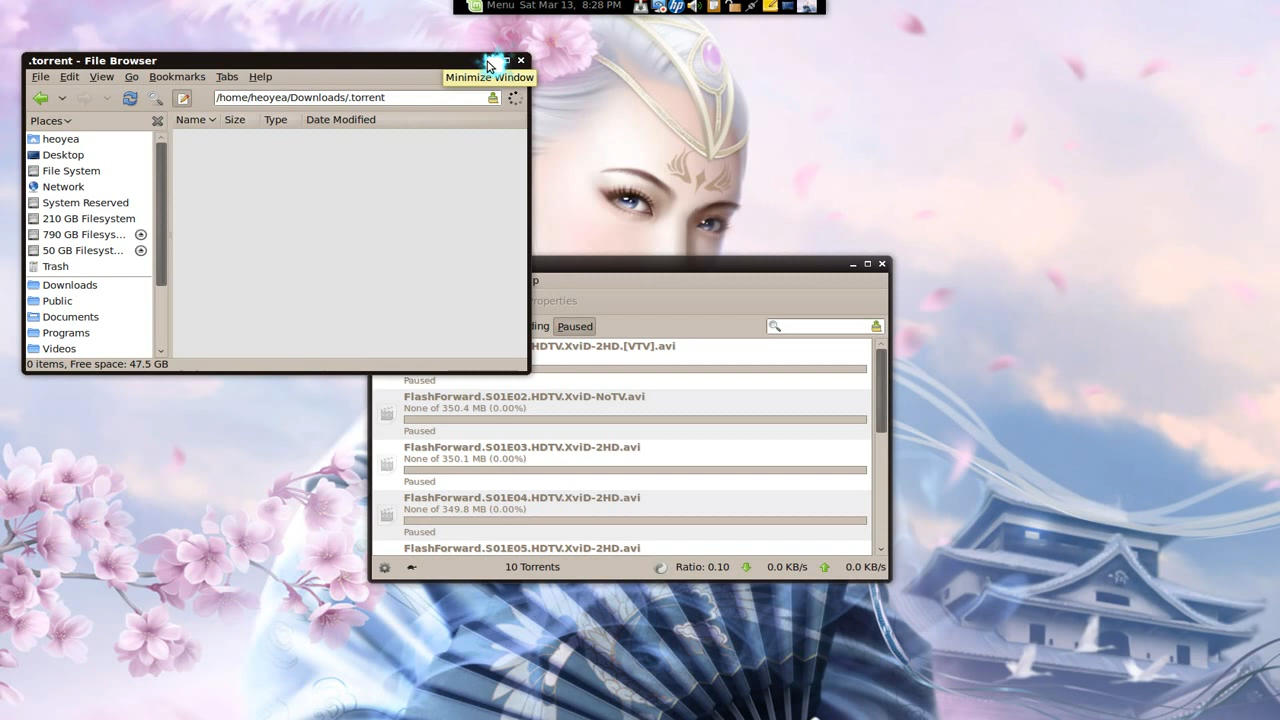 Menu Sat Mar 13, 8:28 PM
.torrent - File Browser
Minimize Window
File Edit View Go Bookmarks Tabs Help
/home/heoyea/Downloads/.torrent
Places
Name Size Type Date Modified
heoyea
Desktop
File System
Network
System Reserved
210 GB Filesystem
790 GB Filesys...
50 GB Filesyst...
Trash
Downloads
Public
Documents
Programs
Videos
0 items, Free space: 47.5 GB
p
roperties
ding Paused
HDTV.XviD-2HD.[VTV].avi
Paused
FlashForward.S01E02.HDTV.XviD-NoTV.avi
None of 350.4 MB (0.00%)
Paused
FlashForward.S01E03.HDTV.XviD-2HD.avi
None of 350.1 MB (0.00%)
Paused
FlashForward.S01E04.HDTV.XviD-2HD.avi
None of 349.8 MB (0.00%)
Paused
FlashForward.S01E05.HDTV.XviD-2HD.avi
10 Torrents Ratio: 0.10 0.0 KB/s 0.0 KB/s